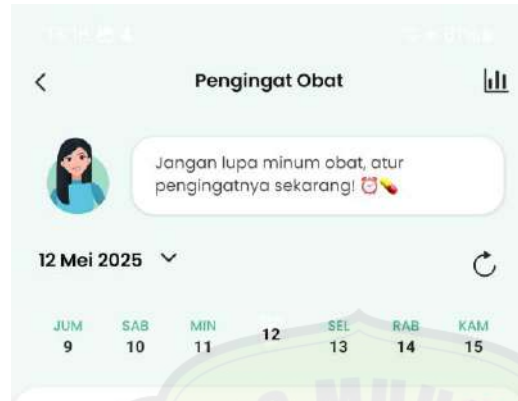 Pengingat Obat
Jangan lupa minum obat, atur
pengingatnya sekarang! ⏰💊
12 Mei 2025
JUM SAB MIN SEL RAB KAM
9 10 11 12 13 14 15